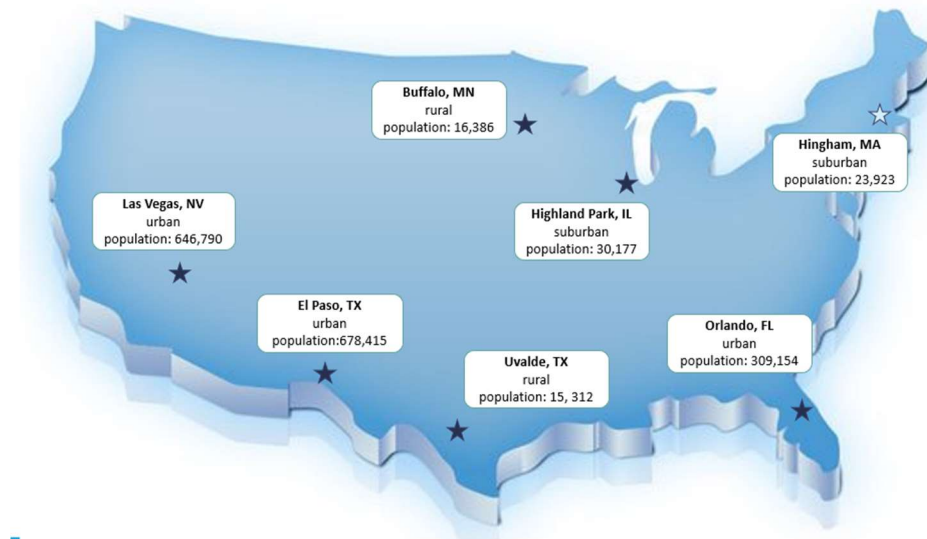 Buffalo, MN
rural
population: 16,386
Hingham, MA
suburban
population: 23,923
Las Vegas, NV
urban
population: 646,790
Highland Park, IL
suburban
population: 30,177
El Paso, TX
urban
population:678,415
Orlando, FL
urban
population: 309,154
Uvalde, TX
rural
population: 15, 312